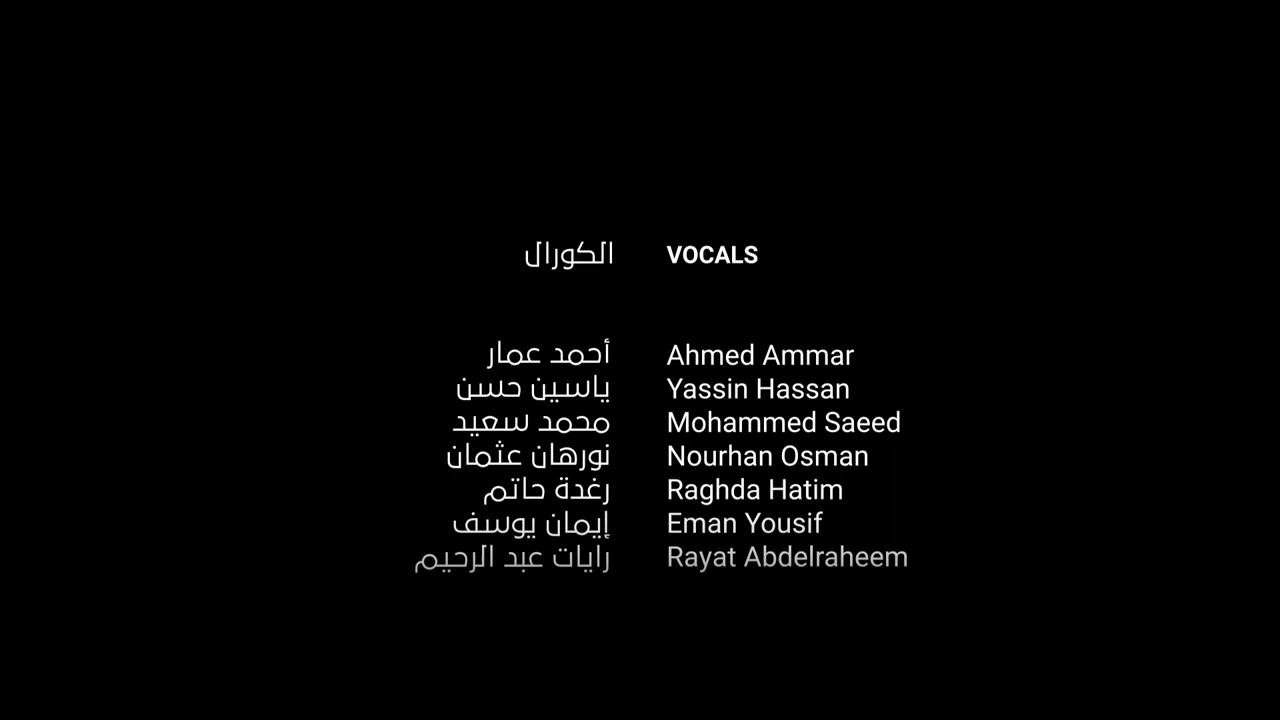 الكورال VOCALS
أحمد عمار Ahmed Ammar
ياسين حسن Yassin Hassan
محمد سعيد Mohammed Saeed
نورهان عثمان Nourhan Osman
رغدة حاتم Raghda Hatim
إيمان يوسف Eman Yousif
رايات عبد الرحيم Rayat Abdelraheem